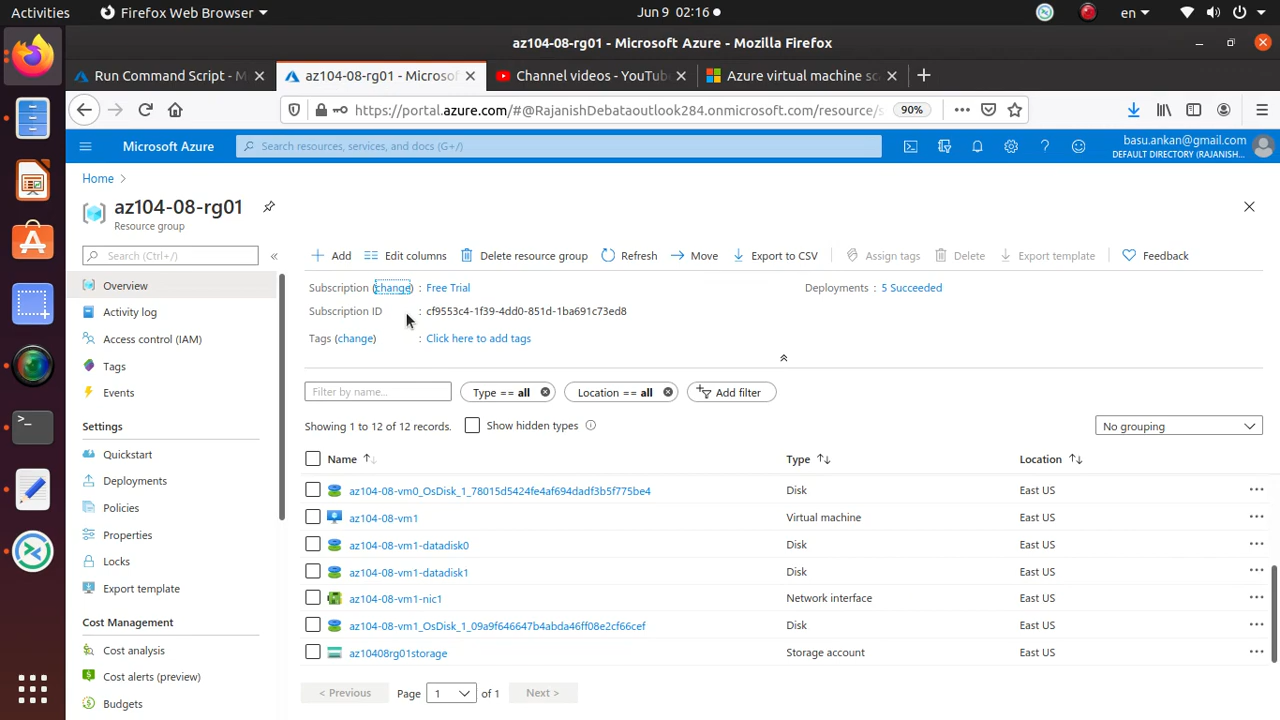 Activities
Firefox Web Browser
Jun 9 02:16
en
az104-08-rg01 - Microsoft Azure - Mozilla Firefox
Run Command Script - M
az104-08-rg01 - Microso
Channel videos - YouTub
Azure virtual machine sc
https://portal.azure.com/#@RajanishDebataoutlook284.onmicrosoft.com/resource/s
90%
Microsoft Azure
Search resources, services, and docs (G+/)
basu.ankan@gmail.com
DEFAULT DIRECTORY (RAJANISH...
Home
az104-08-rg01
Resource group
Search (Ctrl+/)
Add
Edit columns
Delete resource group
Refresh
Move
Export to CSV
Assign tags
Delete
Export template
Feedback
Overview
Activity log
Access control (IAM)
Tags
Events
Settings
Quickstart
Deployments
Policies
Properties
Locks
Export template
Cost Management
Cost analysis
Cost alerts (preview)
Budgets
Subscription (change) : Free Trial
Deployments : 5 Succeeded
Subscription ID : cf9553c4-1f39-4dd0-851d-1ba691c73ed8
Tags (change) : Click here to add tags
Filter by name...
Type == all
Location == all
Add filter
Showing 1 to 12 of 12 records.
Show hidden types
No grouping
Name Type Location
az104-08-vm0_OsDisk_1_78015d5424fe4af694dadf3b5f775be4 Disk East US
az104-08-vm1 Virtual machine East US
az104-08-vm1-datadisk0 Disk East US
az104-08-vm1-datadisk1 Disk East US
az104-08-vm1-nic1 Network interface East US
az104-08-vm1_OsDisk_1_09a9f646647b4abda46ff08e2cf66cef Disk East US
az10408rg01storage Storage account East US
< Previous
Page 1 of 1
Next >